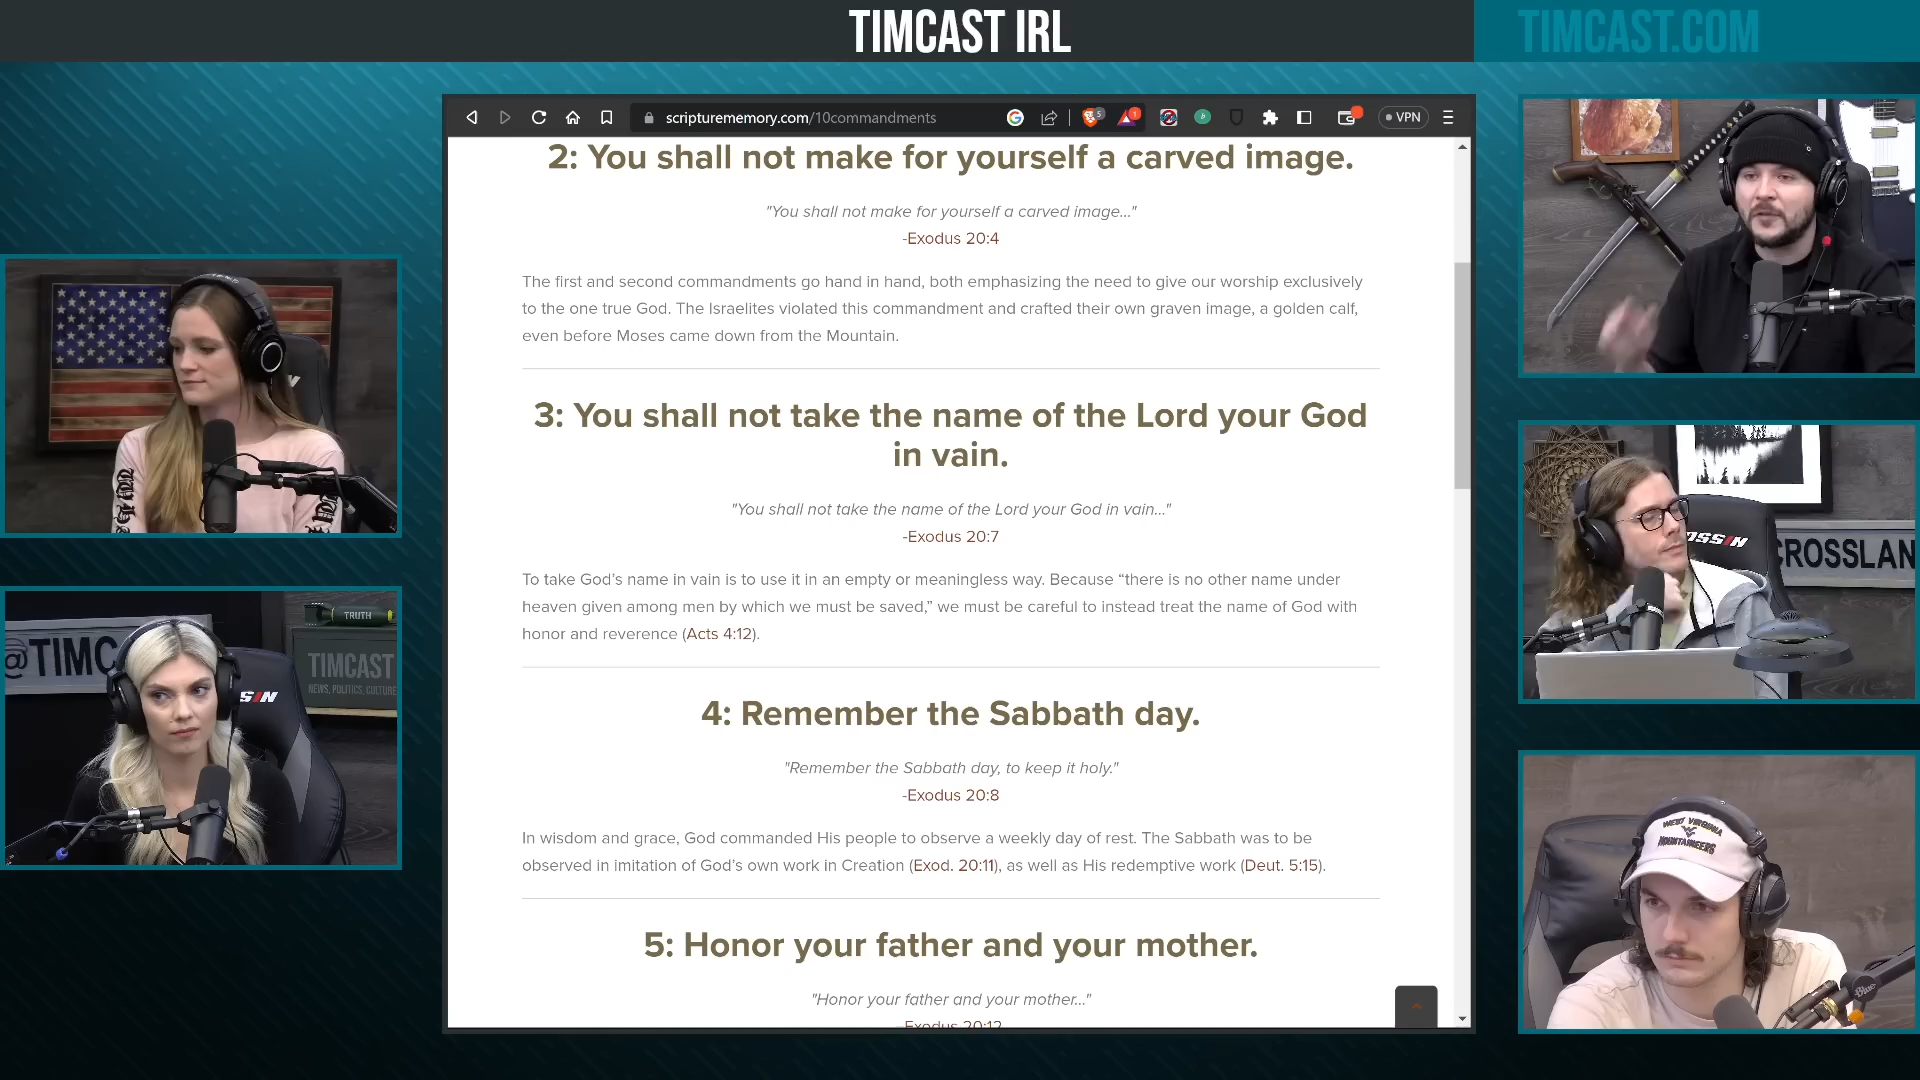 TIMCAST IRL
TIMCAST.COM
scripturememory.com/10commandments
VPN
2: You shall not make for yourself a carved image.
"You shall not make for yourself a carved image..."
-Exodus 20:4
The first and second commandments go hand in hand, both emphasizing the need to give our worship exclusively
to the one true God. The Israelites violated this commandment and crafted their own graven image, a golden calf,
even before Moses came down from the Mountain.
3: You shall not take the name of the Lord your God
in vain.
"You shall not take the name of the Lord your God in vain..."
-Exodus 20:7
To take God’s name in vain is to use it in an empty or meaningless way. Because “there is no other name under
heaven given among men by which we must be saved,” we must be careful to instead treat the name of God with
honor and reverence (Acts 4:12).
4: Remember the Sabbath day.
"Remember the Sabbath day, to keep it holy."
-Exodus 20:8
In wisdom and grace, God commanded His people to observe a weekly day of rest. The Sabbath was to be
observed in imitation of God’s own work in Creation (Exod. 20:11), as well as His redemptive work (Deut. 5:15).
5: Honor your father and your mother.
"Honor your father and your mother..."
-Exodus 20:12
@TIMC
TRUTH
TIMCAST
NEWS, POLITICS, CULTURE
SIN
OSSIN
CROSSLAN
WEST VIRGINIA
MOUNTAINEERS
Blue